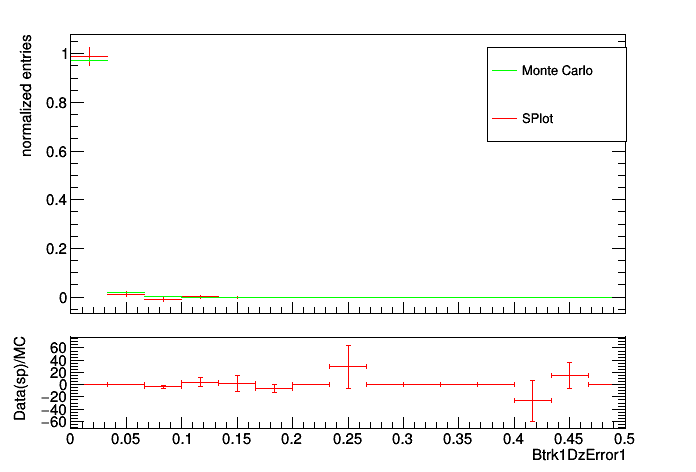 normalized entries
1
0.8
0.6
0.4
0.2
0
Monte Carlo
SPlot
Data(sp)/MC
60
40
20
0
−20
−40
−60
0 0.05 0.1 0.15 0.2 0.25 0.3 0.35 0.4 0.45 0.5
Btrk1DzError1